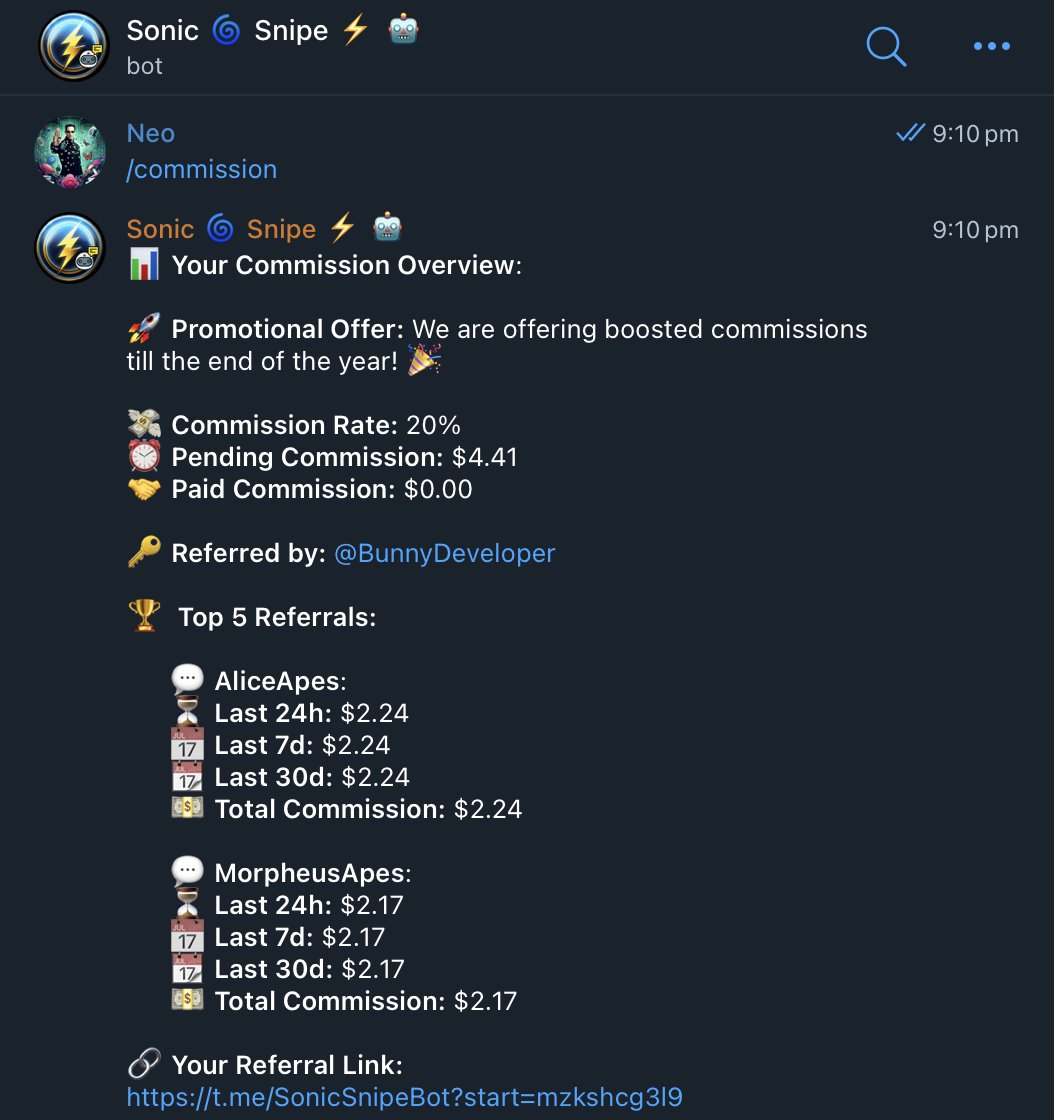 Sonic 🌀 Snipe ⚡ 🤖
bot
Neo
9:10 pm
/commission
Sonic 🌀 Snipe ⚡ 🤖
9:10 pm
📊 Your Commission Overview:
🚀 Promotional Offer: We are offering boosted commissions
till the end of the year! 🎉
💸 Commission Rate: 20%
⏰ Pending Commission: $4.41
🤝 Paid Commission: $0.00
🔑 Referred by: @BunnyDeveloper
🏆 Top 5 Referrals:
💬 AliceApes:
⏳ Last 24h: $2.24
📅 Last 7d: $2.24
📆 Last 30d: $2.24
💵 Total Commission: $2.24
💬 MorpheusApes:
⏳ Last 24h: $2.17
📅 Last 7d: $2.17
📆 Last 30d: $2.17
💵 Total Commission: $2.17
🔗 Your Referral Link:
https://t.me/SonicSnipeBot?start=mzkshcg3l9